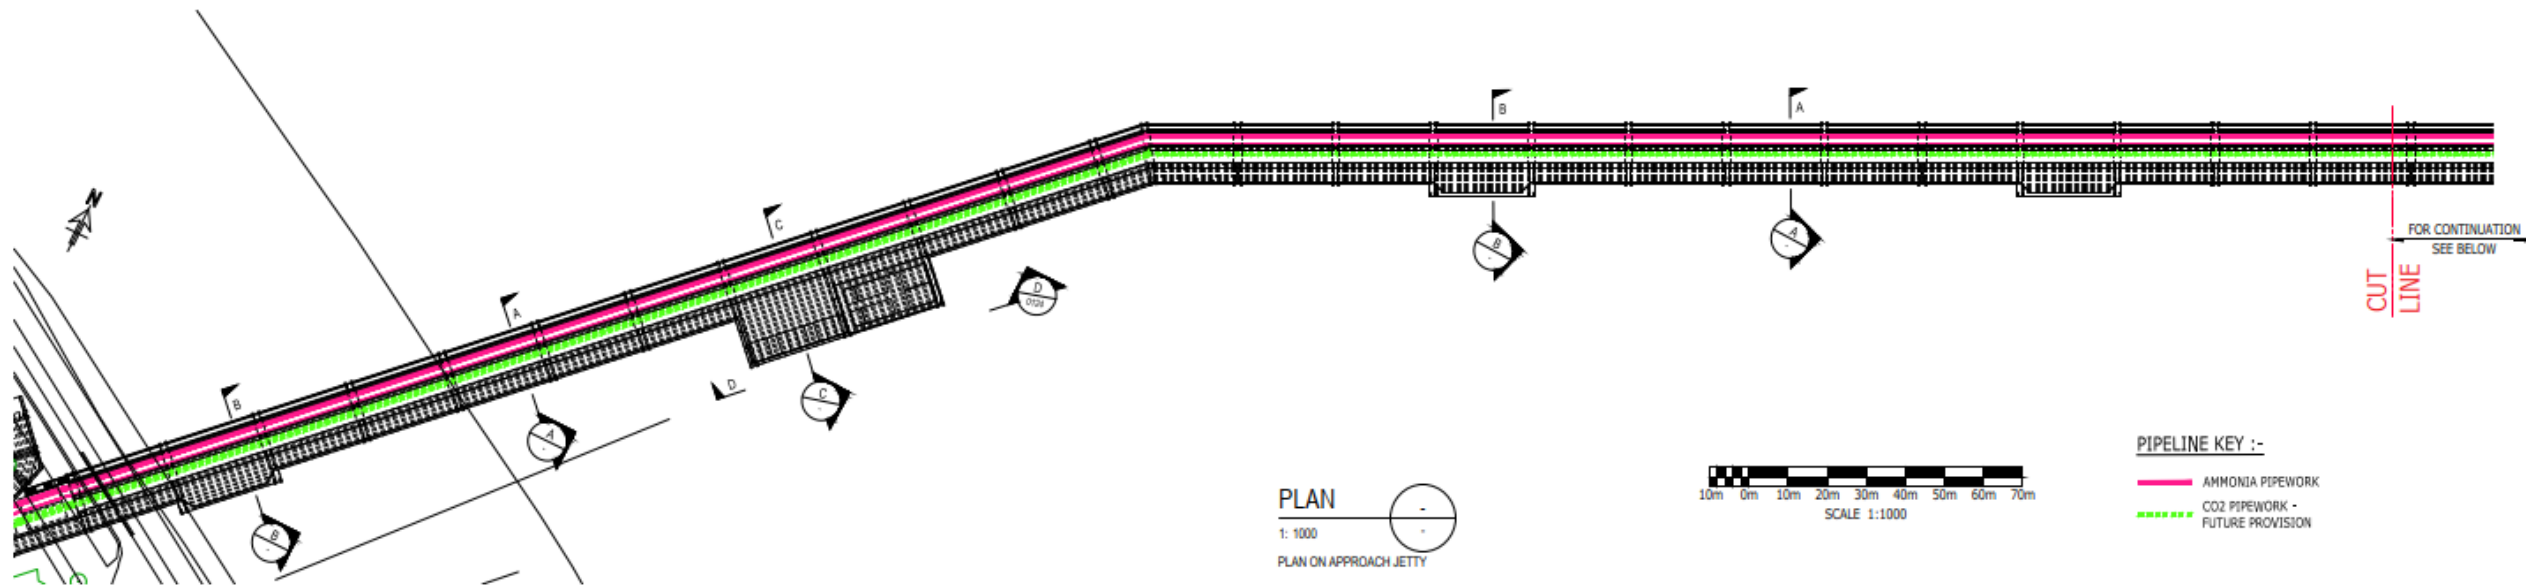 B
A
A
C
N
FOR CONTINUATION
SEE BELOW
B
-
A
-
CUT
LINE
D
0124
A
D
C
-
B
A
-
B
-
PIPELINE KEY :-
AMMONIA PIPEWORK
CO2 PIPEWORK -
FUTURE PROVISION
10m 0m 10m 20m 30m 40m 50m 60m 70m
SCALE 1:1000
PLAN
-
-
1: 1000
PLAN ON APPROACH JETTY